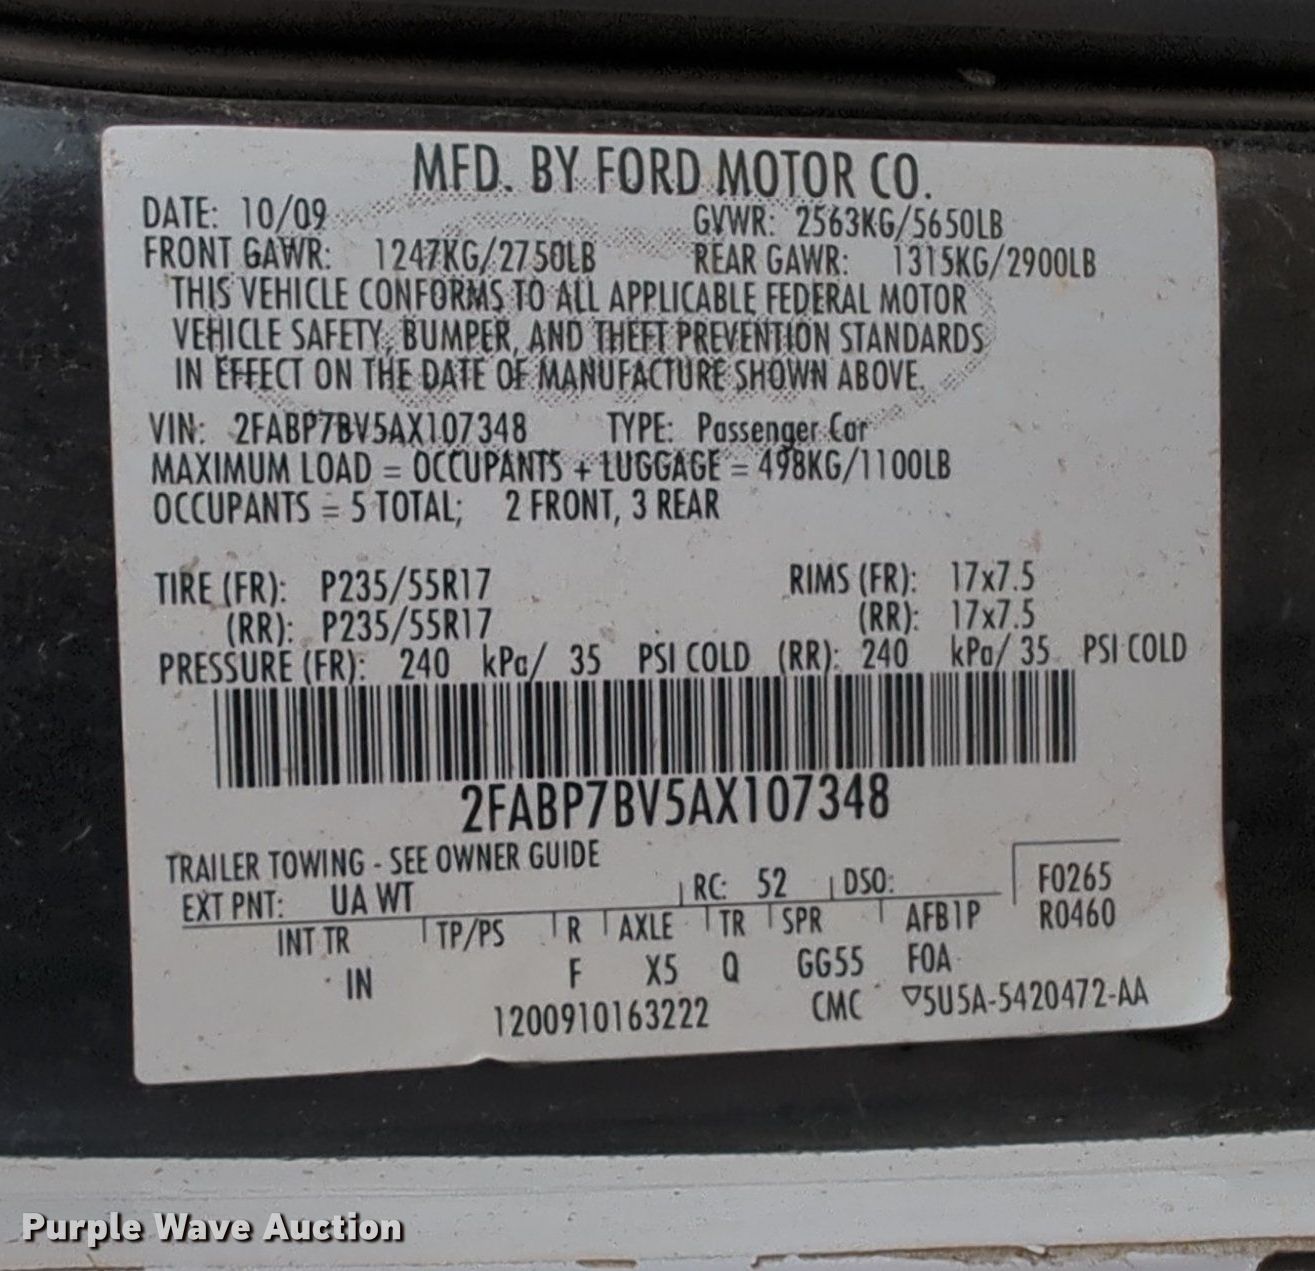 MFD. BY FORD MOTOR CO.
DATE: 10/09 GVWR: 2563KG/5650LB
FRONT GAWR: 1247KG/2750LB REAR GAWR: 1315KG/2900LB
THIS VEHICLE CONFORMS TO ALL APPLICABLE FEDERAL MOTOR
VEHICLE SAFETY, BUMPER, AND THEFT PREVENTION STANDARDS
IN EFFECT ON THE DATE OF MANUFACTURE SHOWN ABOVE.
VIN: 2FABP7BV5AX107348 TYPE: Passenger Car
MAXIMUM LOAD = OCCUPANTS + LUGGAGE = 498KG/1100LB
OCCUPANTS = 5 TOTAL; 2 FRONT, 3 REAR
TIRE (FR): P235/55R17 RIMS (FR): 17x7.5
(RR): P235/55R17 (RR): 17x7.5
PRESSURE (FR): 240 kPa/ 35 PSI COLD (RR): 240 kPa/ 35 PSI COLD
2FABP7BV5AX107348
TRAILER TOWING - SEE OWNER GUIDE
EXT PNT: UA WT RC: 52 DSO: F0265
INT TR TP/PS R AXLE TR SPR AFB1P R0460
IN F X5 Q GG55 FOA
1200910163222 CMC ▽5U5A-5420472-AA
Purple Wave Auction